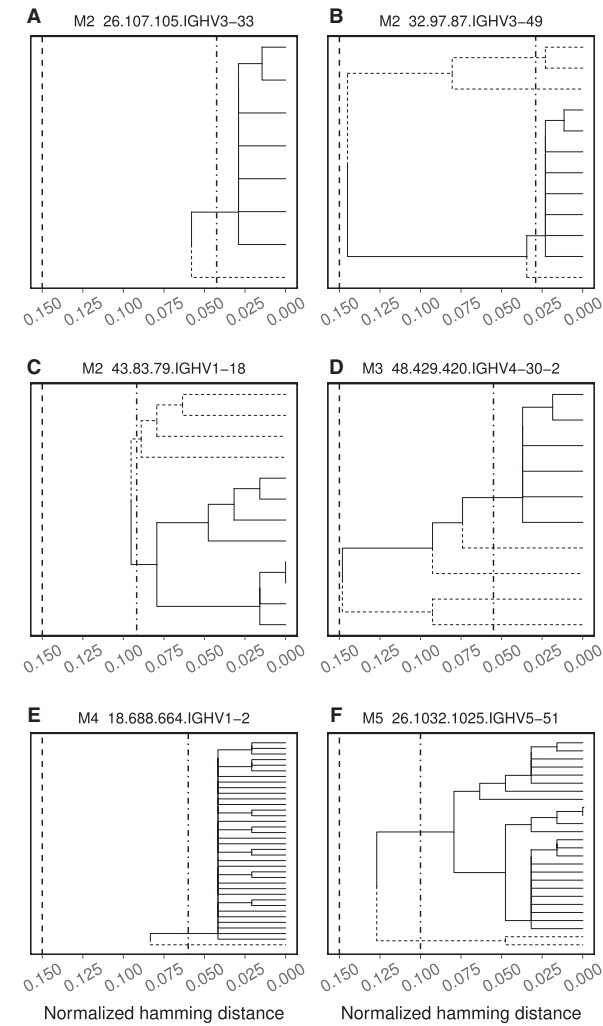 A M2 26.107.105.IGHV3−33
B M2 32.97.87.IGHV3−49
0.150 0.125 0.100 0.075 0.050 0.025 0.000
0.150 0.125 0.100 0.075 0.050 0.025 0.000
C M2 43.83.79.IGHV1−18
D M3 48.429.420.IGHV4−30−2
0.150 0.125 0.100 0.075 0.050 0.025 0.000
0.150 0.125 0.100 0.075 0.050 0.025 0.000
E M4 18.688.664.IGHV1−2
F M5 26.1032.1025.IGHV5−51
0.150 0.125 0.100 0.075 0.050 0.025 0.000
0.150 0.125 0.100 0.075 0.050 0.025 0.000
Normalized hamming distance
Normalized hamming distance